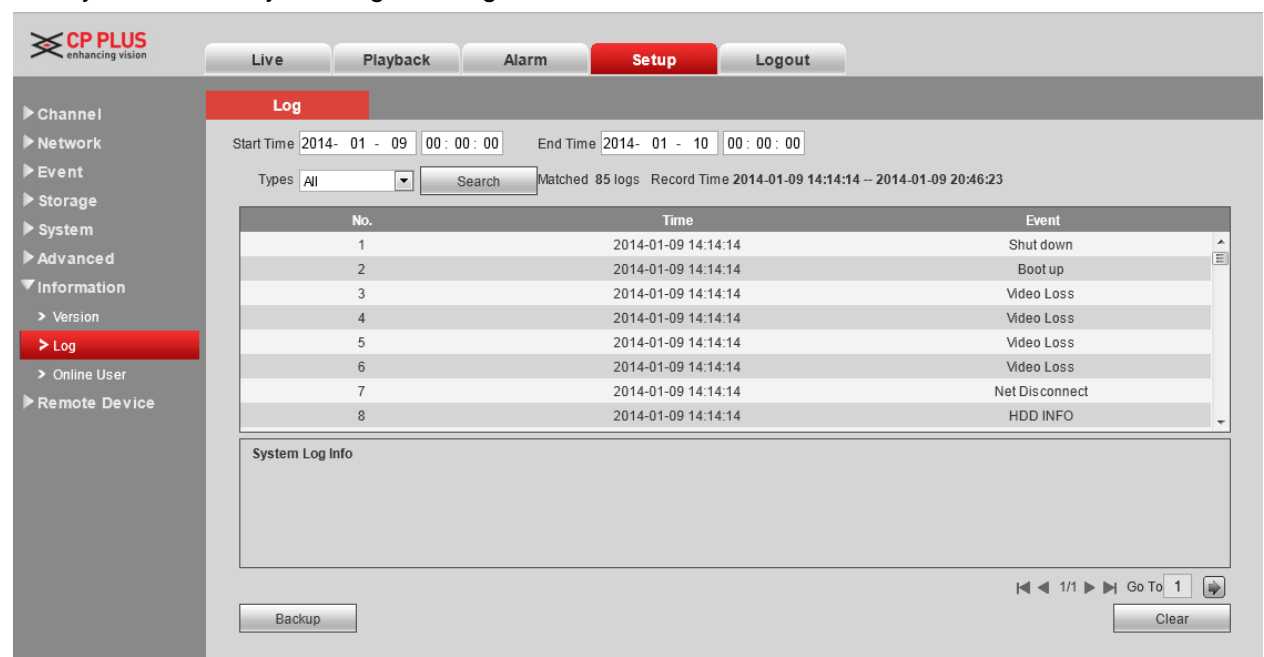 CP PLUS
enhancing vision
Live Playback Alarm Setup Logout
Channel
Network
Event
Storage
System
Advanced
Information
Version
Log
Online User
Remote Device
Log
Start Time 2014- 01 - 09 00 : 00 : 00 End Time 2014- 01 - 10 00 : 00 : 00
Types All Search Matched 85 logs Record Time 2014-01-09 14:14:14 -- 2014-01-09 20:46:23
No. Time Event
1 2014-01-09 14:14:14 Shut down
2 2014-01-09 14:14:14 Boot up
3 2014-01-09 14:14:14 Video Loss
4 2014-01-09 14:14:14 Video Loss
5 2014-01-09 14:14:14 Video Loss
6 2014-01-09 14:14:14 Video Loss
7 2014-01-09 14:14:14 Net Disconnect
8 2014-01-09 14:14:14 HDD INFO
System Log Info
1/1 Go To 1
Backup Clear